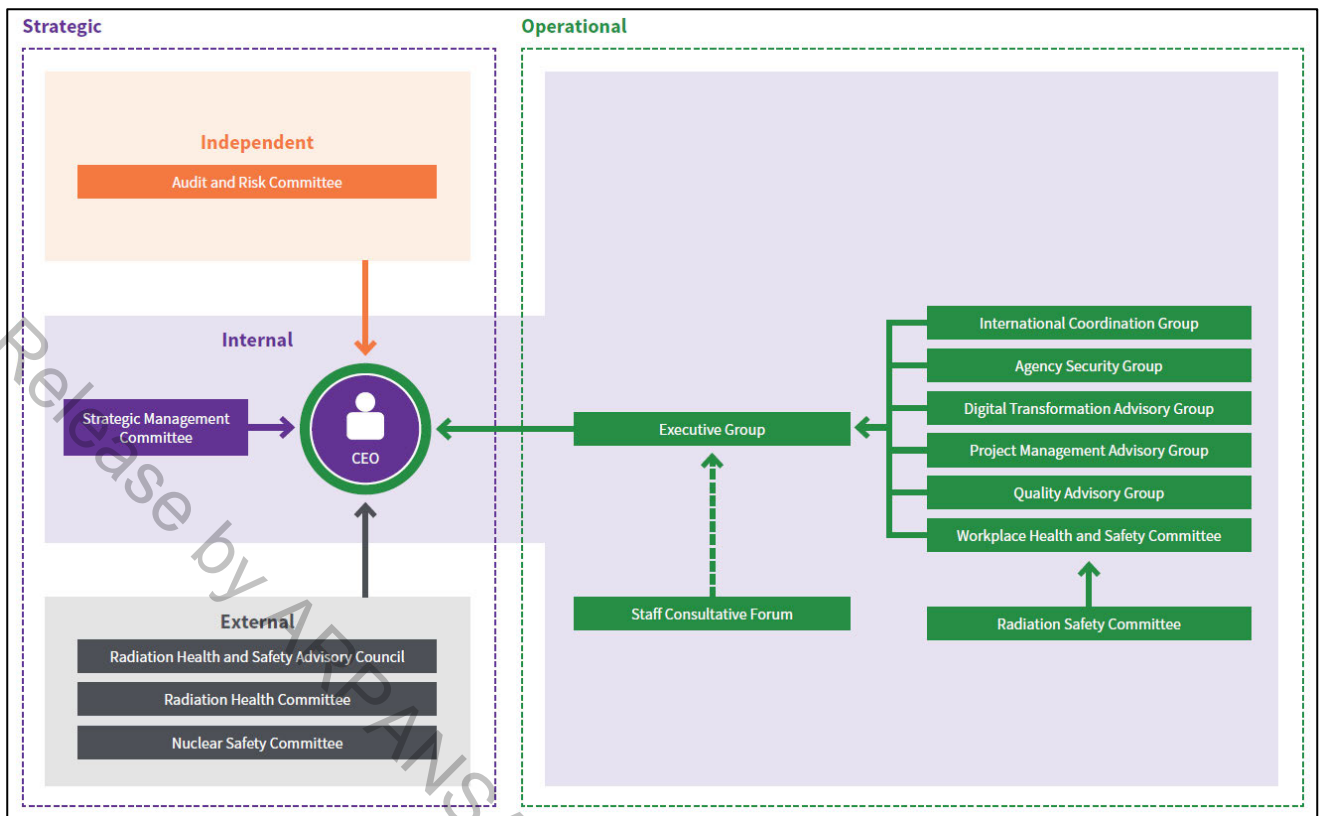 Strategic
Operational
Independent
Audit and Risk Committee
Internal
Strategic Management
Committee
CEO
External
Radiation Health and Safety Advisory Council
Radiation Health Committee
Nuclear Safety Committee
Executive Group
Staff Consultative Forum
International Coordination Group
Agency Security Group
Digital Transformation Advisory Group
Project Management Advisory Group
Quality Advisory Group
Workplace Health and Safety Committee
Radiation Safety Committee
Release by ARPANS